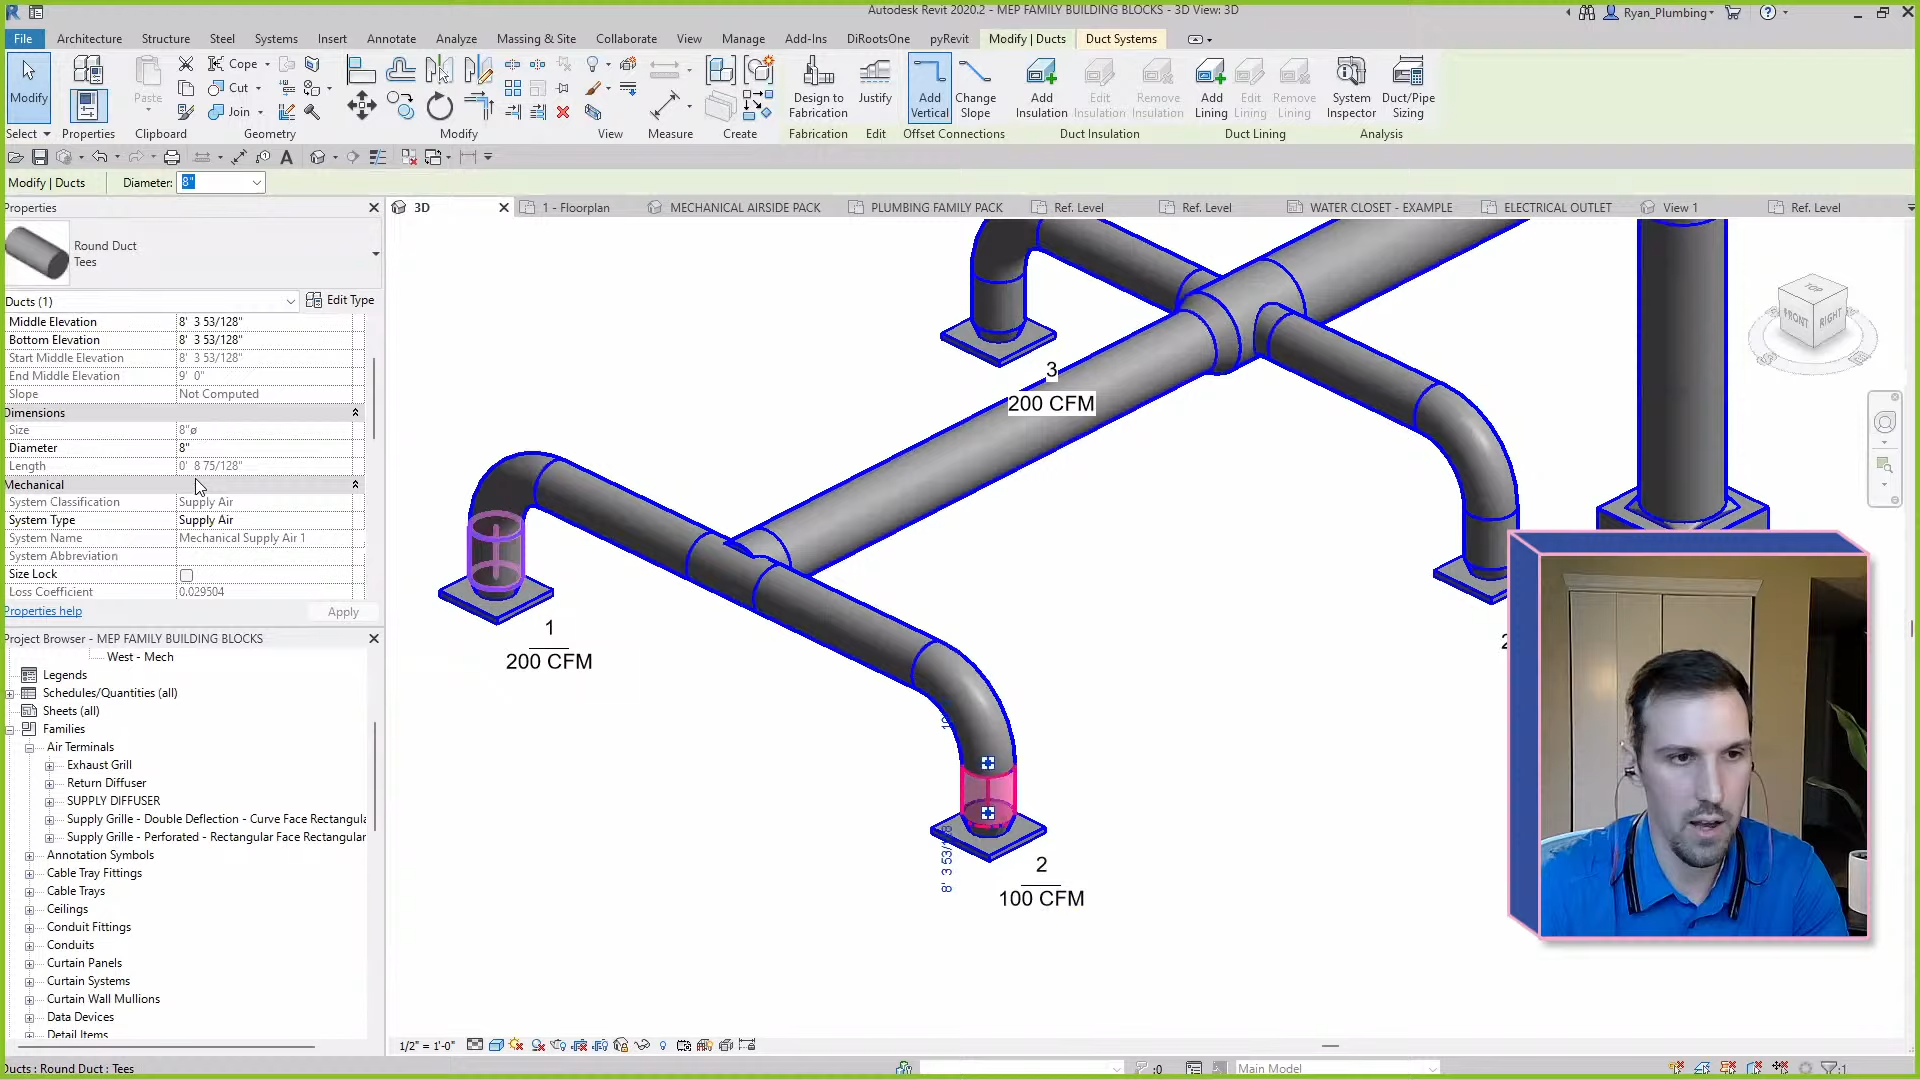 Autodesk Revit 2020.2 - MEP FAMILY BUILDING BLOCKS - 3D View: 3D
Ryan_Plumbing
File Architecture Structure Steel Systems Insert Annotate Analyze Massing & Site Collaborate View Manage Add-Ins DiRootsOne pyRevit Modify | Ducts Duct Systems
Modify
Paste
Cope
Cut
Join
Design to Fabrication
Justify
Add Vertical
Change Slope
Add Insulation
Edit Insulation
Remove Insulation
Add Lining
Edit Lining
Remove Lining
System Inspector
Duct/Pipe Sizing
Select Properties Clipboard Geometry Modify View Measure Create Fabrication Edit Offset Connections Duct Insulation Duct Lining Analysis
Modify | Ducts Diameter: 8"
Properties
3D 1 - Floorplan MECHANICAL AIRSIDE PACK PLUMBING FAMILY PACK Ref. Level Ref. Level WATER CLOSET - EXAMPLE ELECTRICAL OUTLET View 1 Ref. Level
Round Duct
Tees
Ducts (1) Edit Type
Middle Elevation 8' 3 53/128"
Bottom Elevation 8' 3 53/128"
Start Middle Elevation 8' 3 53/128"
End Middle Elevation 9' 0"
Slope Not Computed
Dimensions
Size 8"ø
Diameter 8"
Length 0' 8 75/128"
Mechanical
System Classification Supply Air
System Type Supply Air
System Name Mechanical Supply Air 1
System Abbreviation
Size Lock
Loss Coefficient 0.029504
Properties help Apply
Project Browser - MEP FAMILY BUILDING BLOCKS
West - Mech
Legends
Schedules/Quantities (all)
Sheets (all)
Families
Air Terminals
Exhaust Grill
Return Diffuser
SUPPLY DIFFUSER
Supply Grille - Double Deflection - Curve Face Rectangula
Supply Grille - Perforated - Rectangular Face Rectangular
Annotation Symbols
Cable Tray Fittings
Cable Trays
Ceilings
Conduit Fittings
Conduits
Curtain Panels
Curtain Systems
Curtain Wall Mullions
Data Devices
Detail Items
TOP
FRONT
RIGHT
3
200 CFM
1
200 CFM
2
2
100 CFM
8' 3 53/128
1/2" = 1'-0"
Ducts : Round Duct : Tees
:0
Main Model
:1